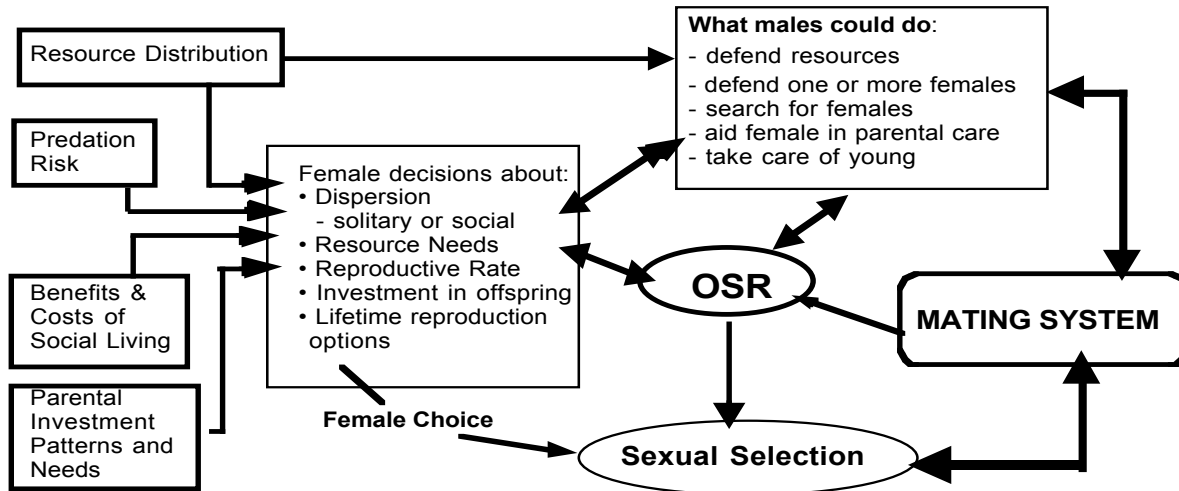 Resource Distribution
Predation
Risk
Benefits &
Costs of
Social Living
Parental
Investment
Patterns and
Needs
Female decisions about:
• Dispersion
- solitary or social
• Resource Needs
• Reproductive Rate
• Investment in offspring
• Lifetime reproduction
options
What males could do:
- defend resources
- defend one or more females
- search for females
- aid female in parental care
- take care of young
OSR
MATING SYSTEM
Female Choice
Sexual Selection